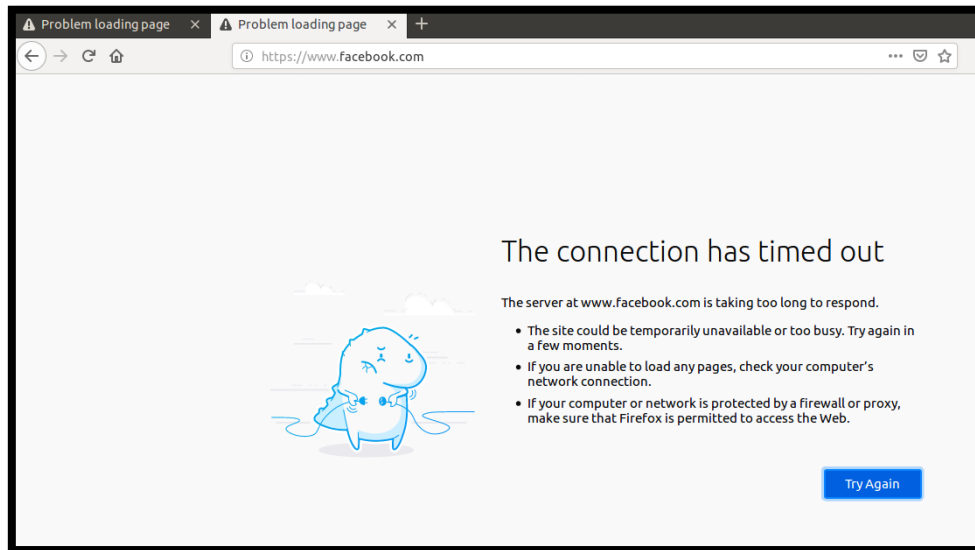 Problem loading page
Problem loading page
https://www.facebook.com
The connection has timed out
The server at www.facebook.com is taking too long to respond.
The site could be temporarily unavailable or too busy. Try again in
a few moments.
If you are unable to load any pages, check your computer’s
network connection.
If your computer or network is protected by a firewall or proxy,
make sure that Firefox is permitted to access the Web.
Try Again